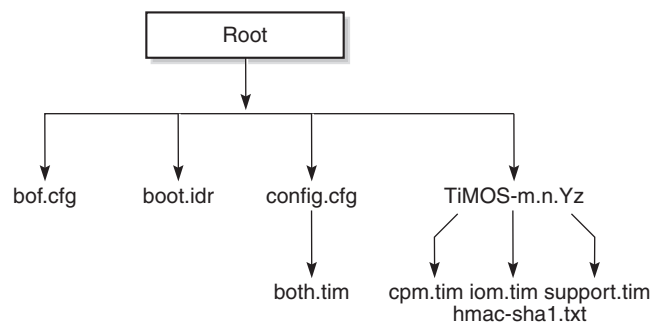 Root
bof.cfg boot.idr config.cfg TiMOS-m.n.Yz
both.tim cpm.tim iom.tim support.tim
hmac-sha1.txt